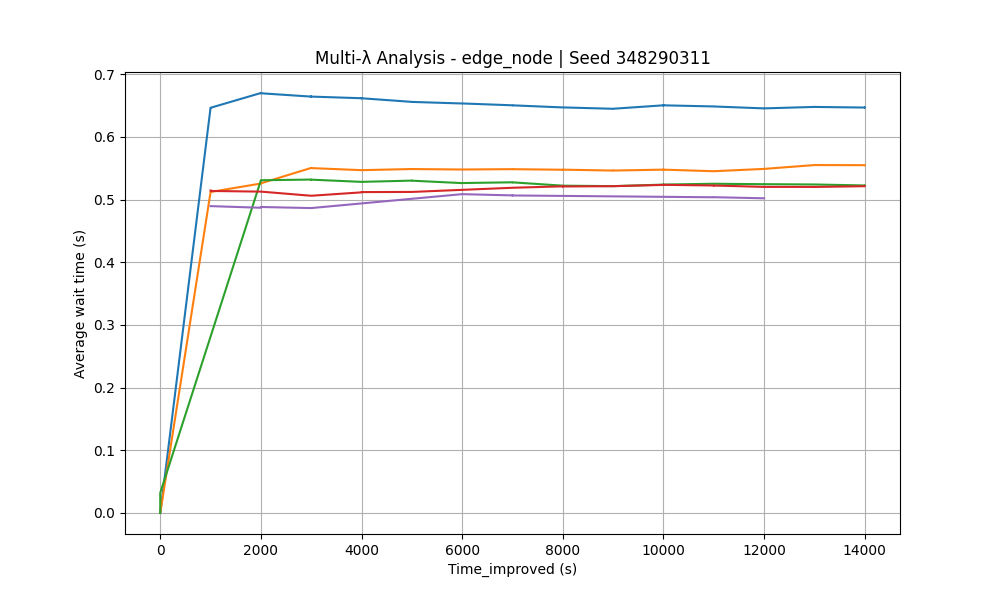 Multi-λ Analysis - edge_node | Seed 348290311
0.7
0.6
0.5
0.4
0.3
0.2
0.1
0.0
Average wait time (s)
0 2000 4000 6000 8000 10000 12000 14000
Time_improved (s)